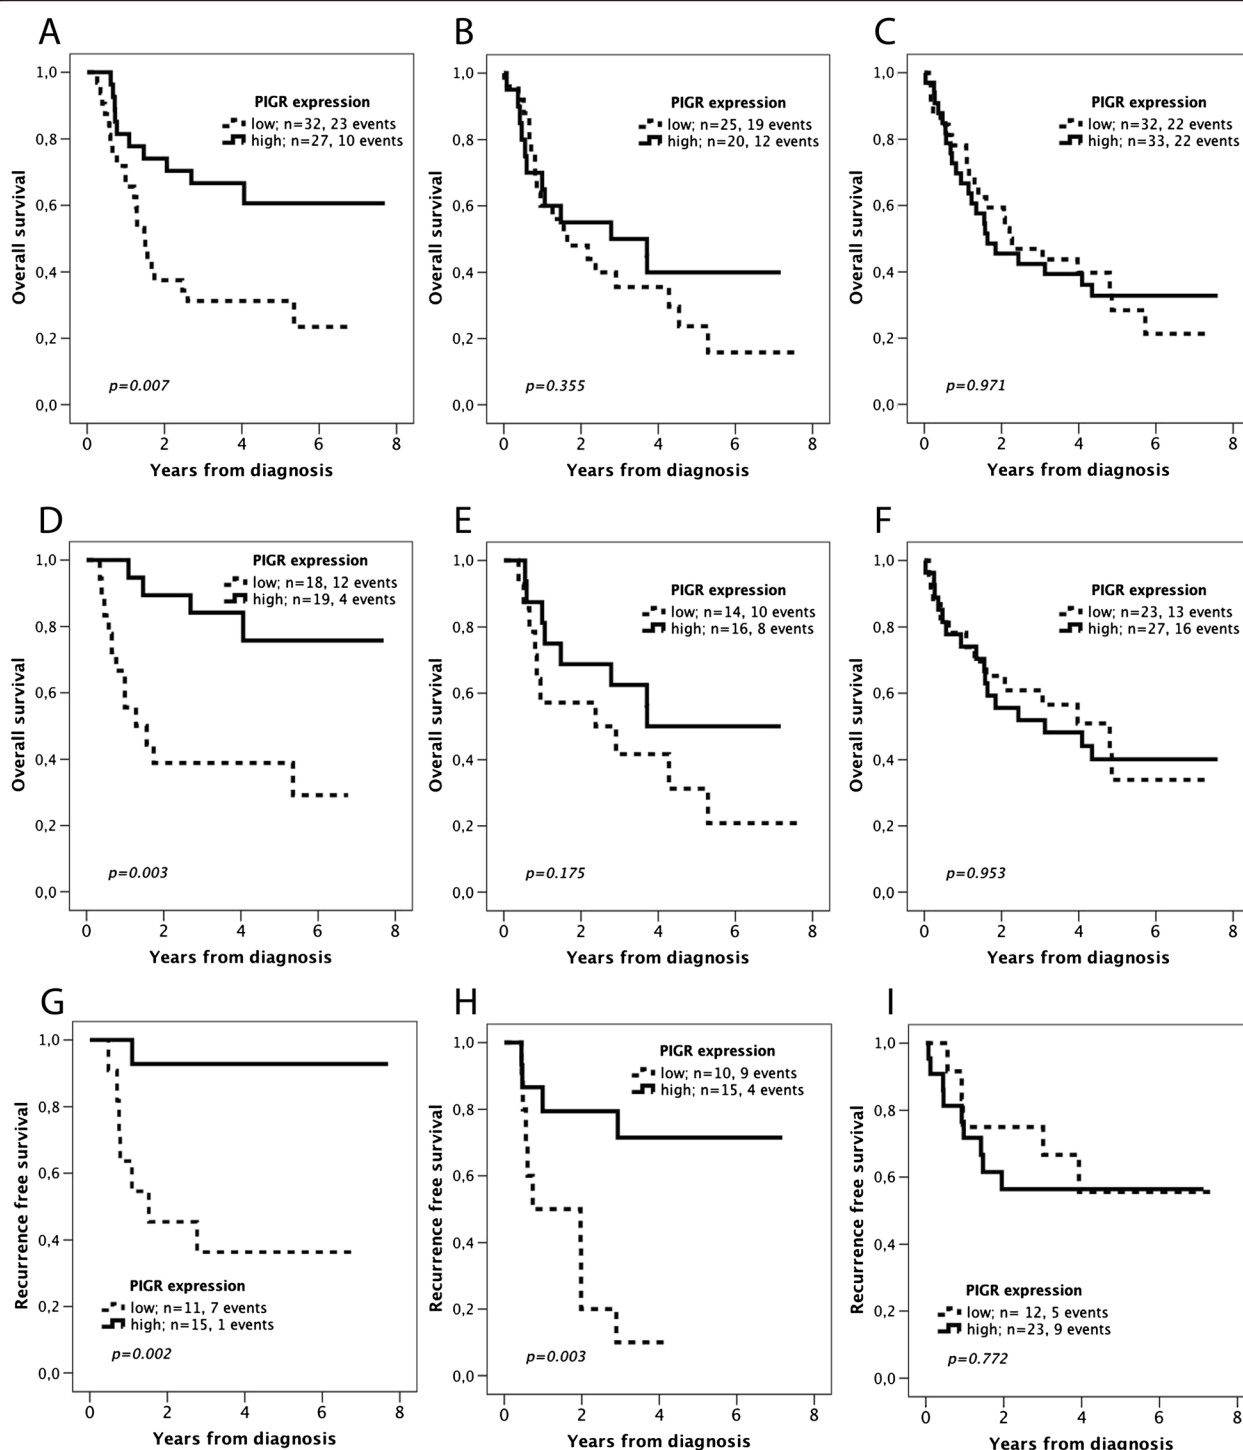 A
PIGR expression
low; n=32, 23 events
high; n=27, 10 events
1,0
0,8
0,6
0,4
0,2
0,0
Overall survival
p=0.007
0 2 4 6 8
Years from diagnosis
B
PIGR expression
low; n=25, 19 events
high; n=20, 12 events
1,0
0,8
0,6
0,4
0,2
0,0
Overall survival
p=0.355
0 2 4 6 8
Years from diagnosis
C
PIGR expression
low; n=32, 22 events
high; n=33, 22 events
1,0
0,8
0,6
0,4
0,2
0,0
Overall survival
p=0.971
0 2 4 6 8
Years from diagnosis
D
PIGR expression
low; n=18, 12 events
high; n=19, 4 events
1,0
0,8
0,6
0,4
0,2
0,0
Overall survival
p=0.003
0 2 4 6 8
Years from diagnosis
E
PIGR expression
low; n=14, 10 events
high; n=16, 8 events
1,0
0,8
0,6
0,4
0,2
0,0
Overall survival
p=0.175
0 2 4 6 8
Years from diagnosis
F
PIGR expression
low; n=23, 13 events
high; n=27, 16 events
1,0
0,8
0,6
0,4
0,2
0,0
Overall survival
p=0.953
0 2 4 6 8
Years from diagnosis
G
1,0
0,8
0,6
0,4
0,2
0,0
Recurrence free survival
PIGR expression
low; n=11, 7 events
high; n=15, 1 events
p=0.002
0 2 4 6 8
Years from diagnosis
H
PIGR expression
low; n=10, 9 events
high; n=15, 4 events
1,0
0,8
0,6
0,4
0,2
0,0
Recurrence free survival
p=0.003
0 2 4 6 8
Years from diagnosis
I
1,0
0,8
0,6
0,4
0,2
0,0
Recurrence free survival
PIGR expression
low; n= 12, 5 events
high; n=23, 9 events
p=0.772
0 2 4 6 8
Years from diagnosis